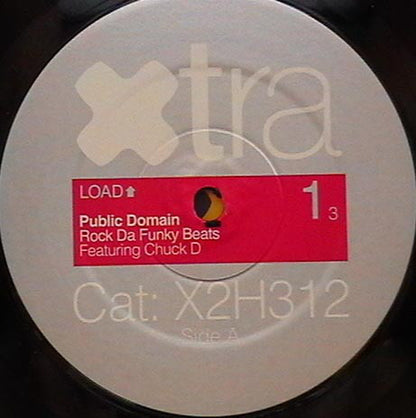 xtra
LOAD⬆
1 3
Public Domain
Rock Da Funky Beats
Featuring Chuck D
Cat: X2H312
Side A